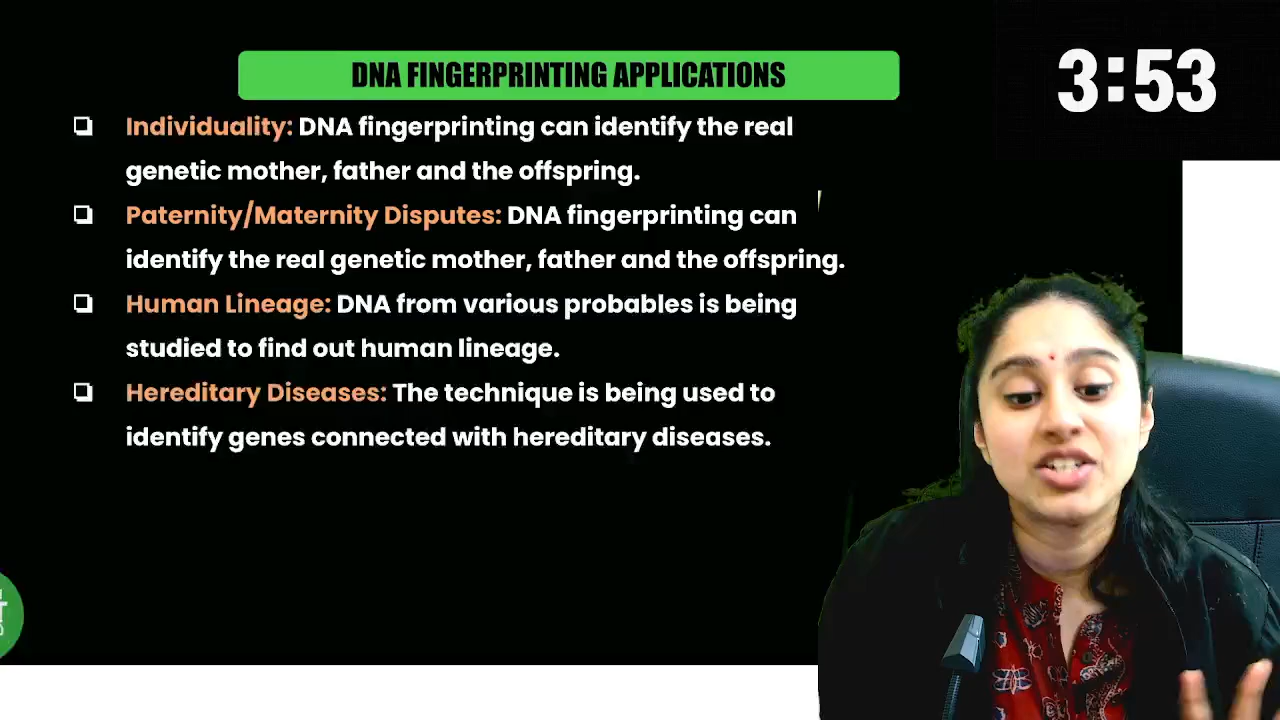 DNA FINGERPRINTING APPLICATIONS
3:53
❏ Individuality: DNA fingerprinting can identify the real
genetic mother, father and the offspring.
❏ Paternity/Maternity Disputes: DNA fingerprinting can
identify the real genetic mother, father and the offspring.
❏ Human Lineage: DNA from various probables is being
studied to find out human lineage.
❏ Hereditary Diseases: The technique is being used to
identify genes connected with hereditary diseases.